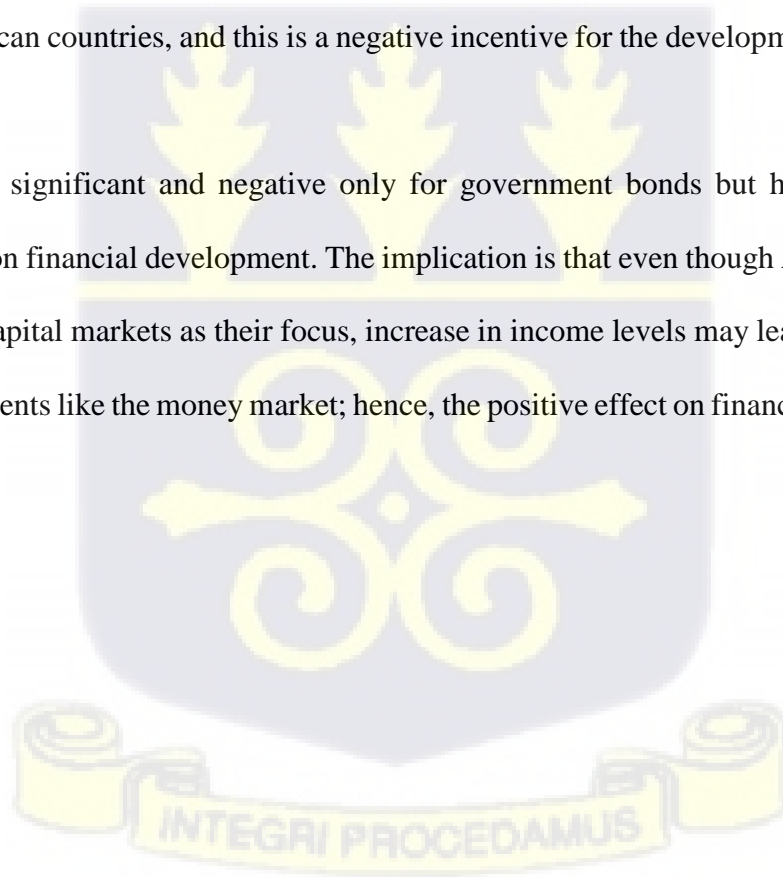 can countries, and this is a negative incentive for the developm
significant and negative only for government bonds but h
on financial development. The implication is that even though
apital markets as their focus, increase in income levels may lea
ents like the money market; hence, the positive effect on financ
INTEGRI PROCEDAMUS